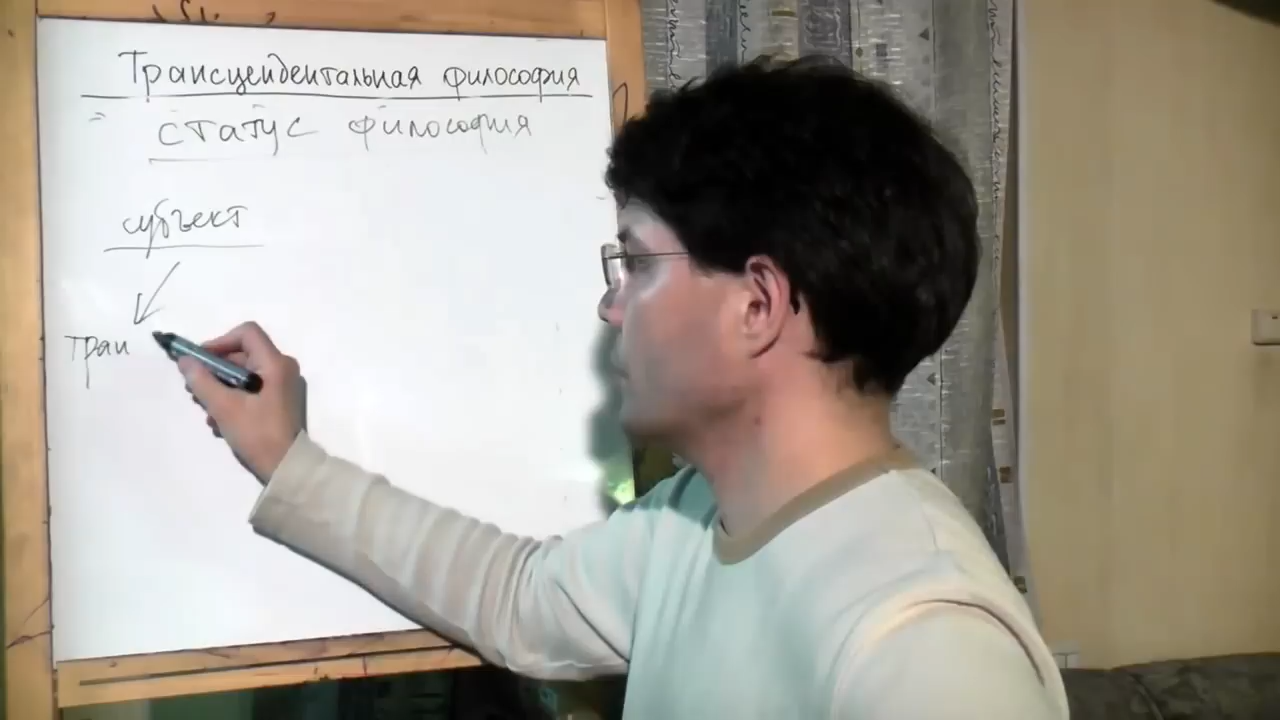 Трансцендентальная философия
статус философия
субъект
тран